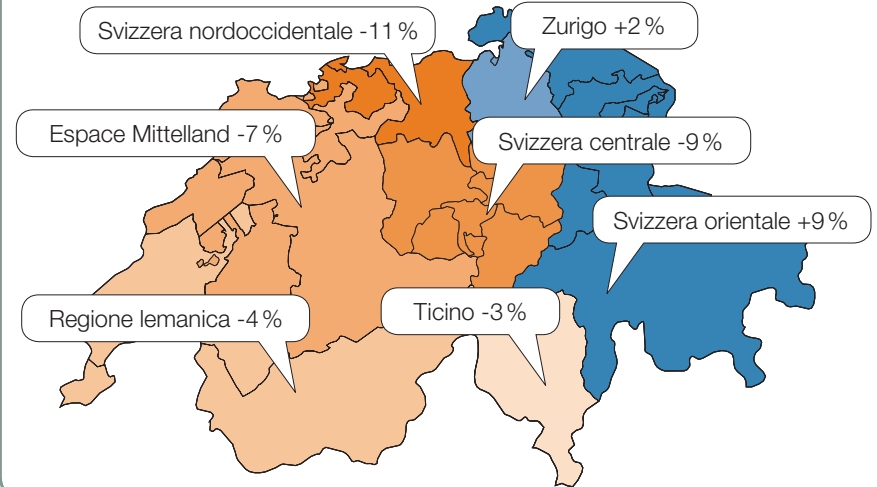 Svizzera nordoccidentale -11 %
Zurigo +2 %
Espace Mittelland -7 %
Svizzera centrale -9 %
Svizzera orientale +9 %
Regione lemanica -4 %
Ticino -3 %